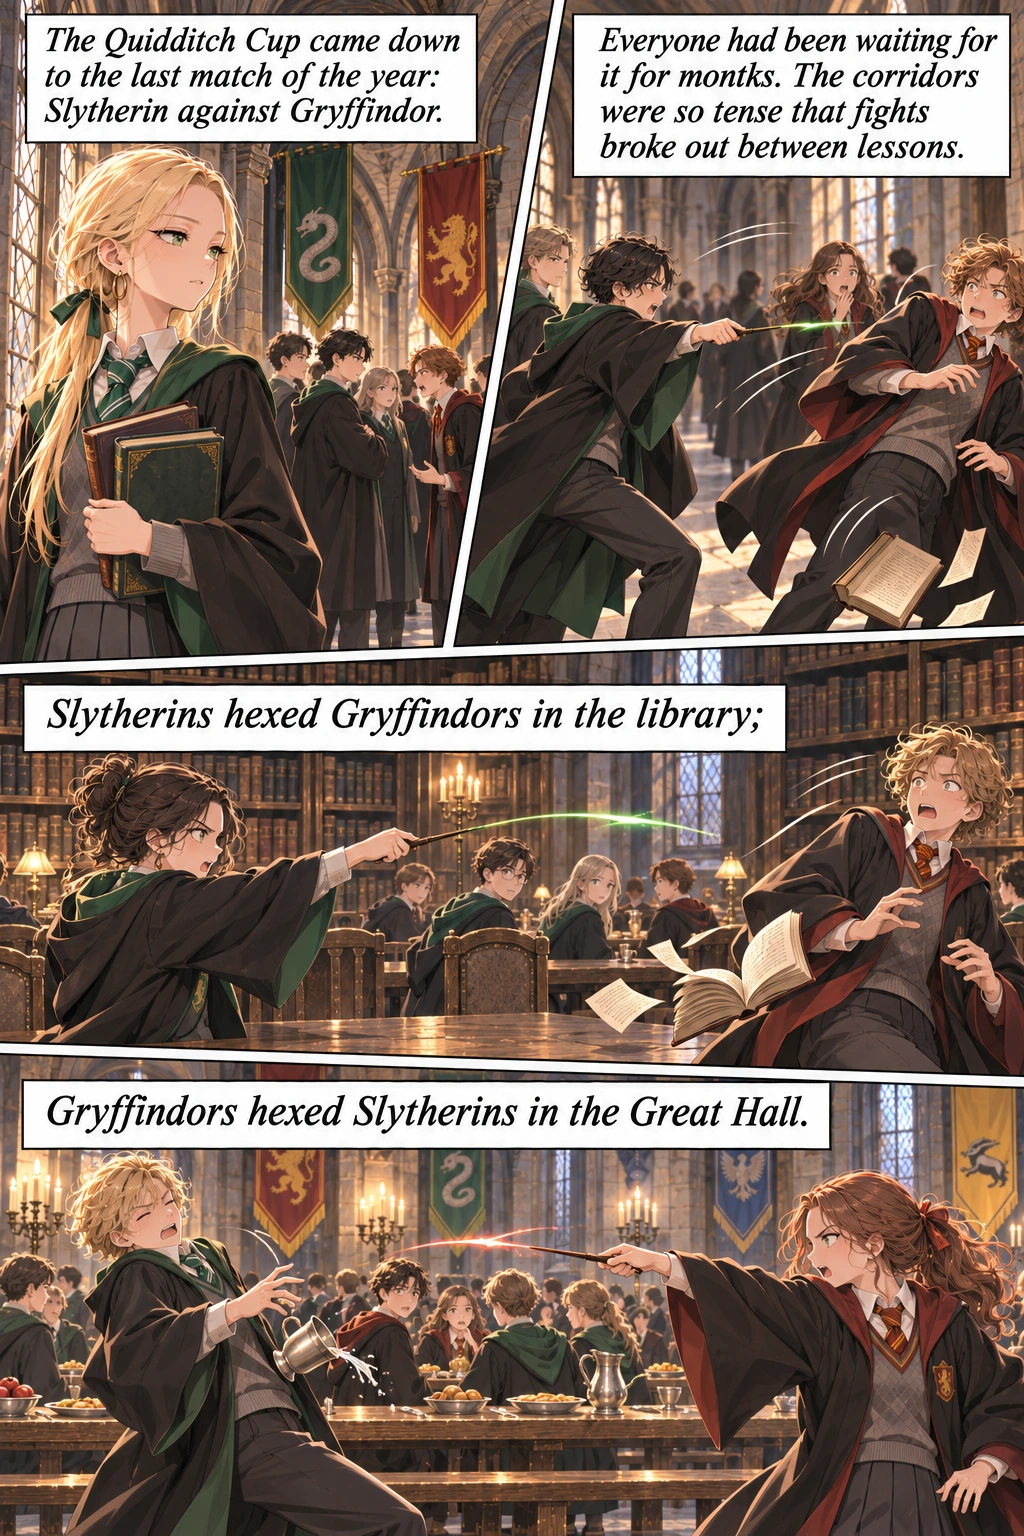 The Quidditch Cup came down
to the last match of the year:
Slytherin against Gryffindor.
Everyone had been waiting for
it for montks. The corridors
were so tense that fights
broke out between lessons.
Slytherins hexed Gryffindors in the library;
Gryffindors hexed Slytherins in the Great Hall.